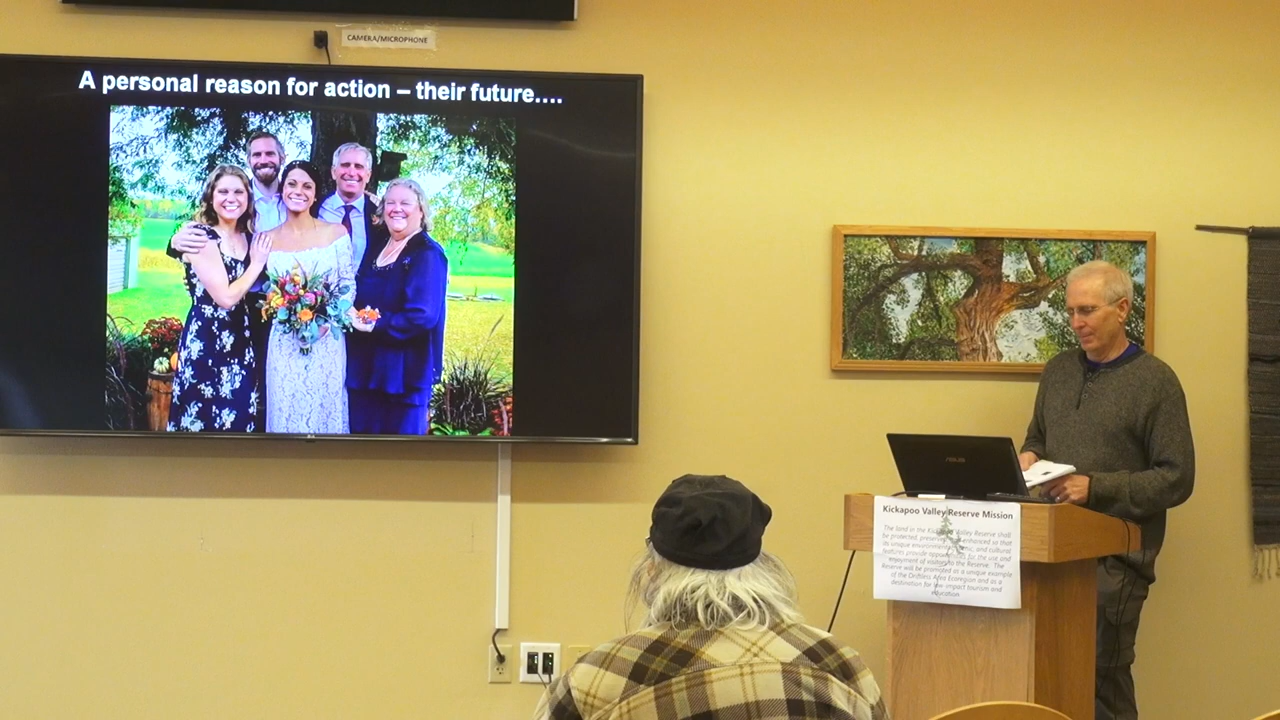 CAMERA/MICROPHONE
A personal reason for action – their future....
LG
ASUS
Kickapoo Valley Reserve Mission
The land in the Kickapoo Valley Reserve shall
be protected, preserved and enhanced so that
its unique environmental, scenic, and cultural
features provide opportunities for the use and
enjoyment of visitors to the Reserve. The
Reserve will be promoted as a unique example
of the Driftless Area Ecoregion and as a
destination for low impact tourism and
education.